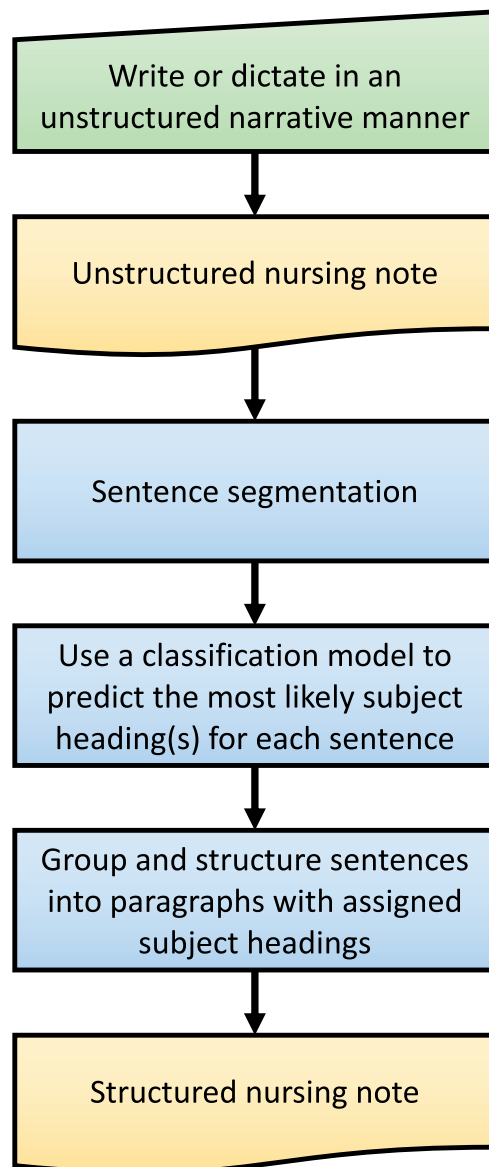 Write or dictate in an
unstructured narrative manner
Unstructured nursing note
Sentence segmentation
Use a classification model to
predict the most likely subject
heading(s) for each sentence
Group and structure sentences
into paragraphs with assigned
subject headings
Structured nursing note